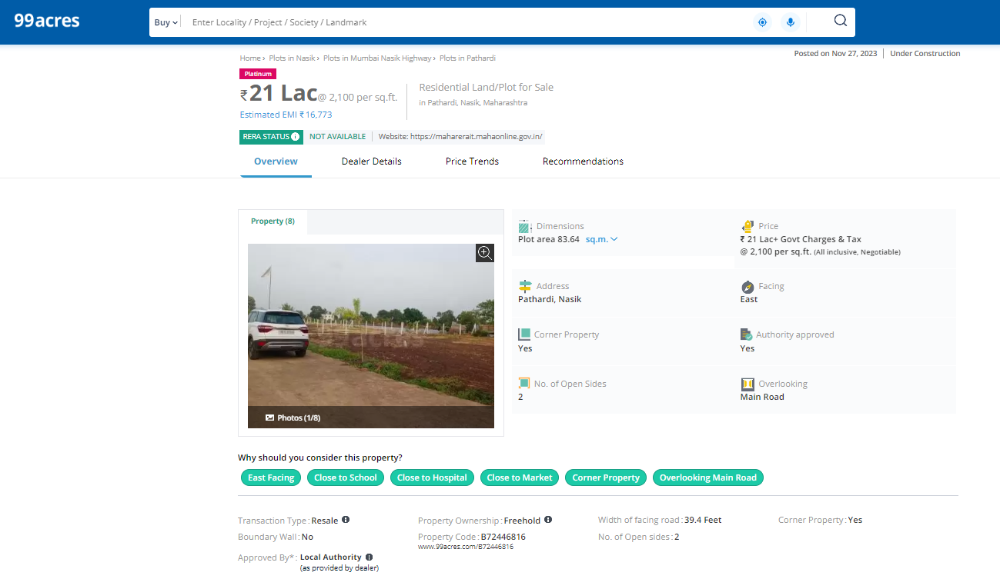 99acres
Buy
Enter Locality / Project / Society / Landmark
Home › Plots in Nasik › Plots in Mumbai Nasik Highway › Plots in Pathardi
Posted on Nov 27, 2023 | Under Construction
Platinum
₹ 21 Lac @ 2,100 per sq.ft.
Estimated EMI ₹ 16,773
Residential Land/Plot for Sale
in Pathardi, Nasik, Maharashtra
RERA STATUS NOT AVAILABLE Website: https://maharerait.mahaonline.gov.in/
Overview Dealer Details Price Trends Recommendations
Property (8)
99acres
Photos (1/8)
Dimensions
Plot area 83.64 sq.m.
Price
₹ 21 Lac+ Govt Charges & Tax
@ 2,100 per sq.ft. (All inclusive, Negotiable)
Address
Pathardi, Nasik
Facing
East
Corner Property
Yes
Authority approved
Yes
No. of Open Sides
2
Overlooking
Main Road
Why should you consider this property?
East Facing Close to School Close to Hospital Close to Market Corner Property Overlooking Main Road
Transaction Type : Resale Property Ownership : Freehold Width of facing road : 39.4 Feet Corner Property : Yes
Boundary Wall : No Property Code : B72446816 No. of Open sides : 2
www.99acres.com/B72446816
Approved By* : Local Authority
(as provided by dealer)